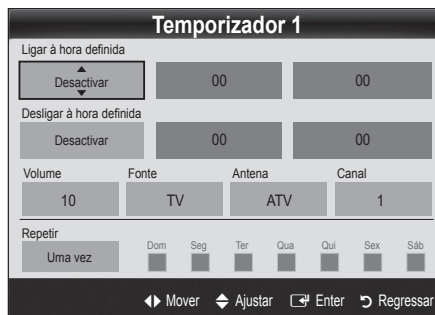 Temporizador 1
Ligar à hora definida
Desactivar 00 00
Desligar à hora definida
Desactivar 00 00
Volume Fonte Antena Canal
10 TV ATV 1
Repetir
Dom Seg Ter Qua Qui Sex Sáb
Uma vez
Mover Ajustar Enter Regressar